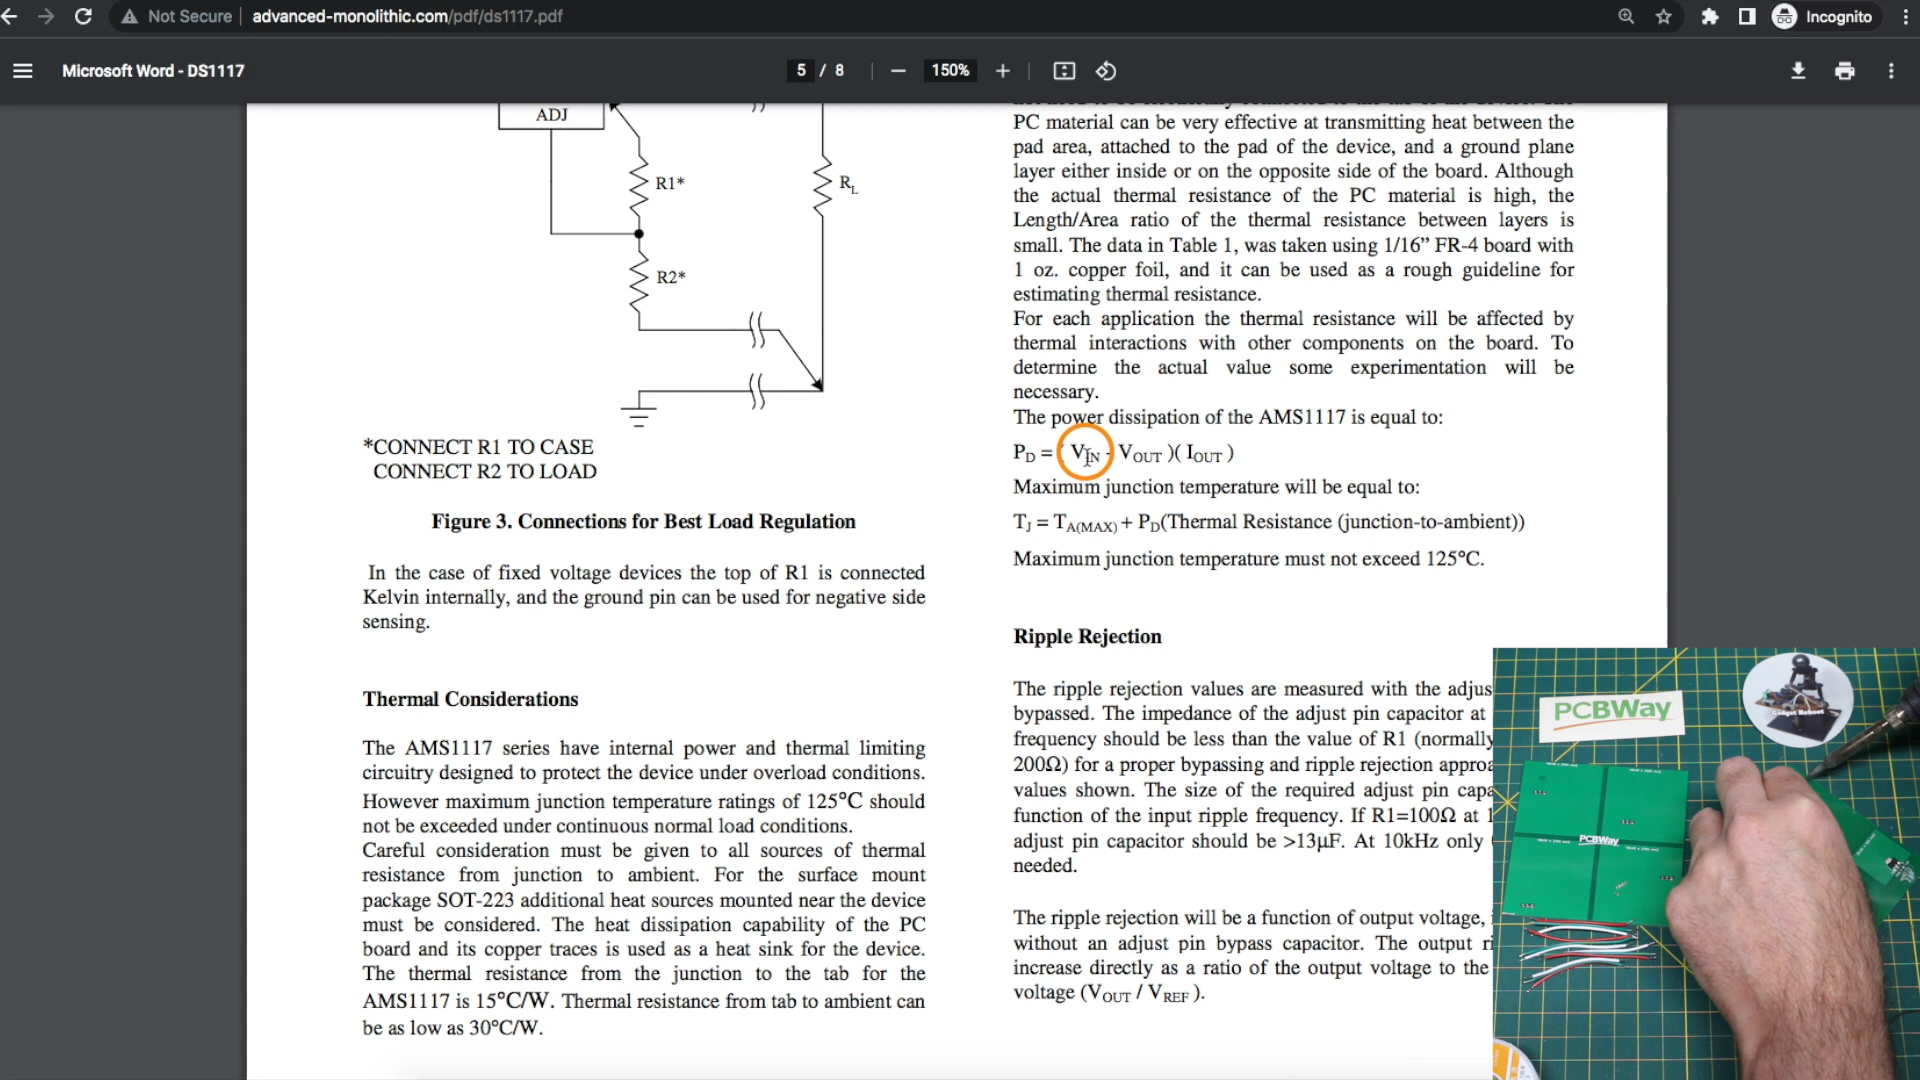 Not Secure advanced-monolithic.com/pdf/ds1117.pdf
Incognito
Microsoft Word - DS1117
5 / 8
150%
ADJ
R1*
RL
R2*
*CONNECT R1 TO CASE
CONNECT R2 TO LOAD
Figure 3. Connections for Best Load Regulation
In the case of fixed voltage devices the top of R1 is connected
Kelvin internally, and the ground pin can be used for negative side
sensing.
Thermal Considerations
The AMS1117 series have internal power and thermal limiting
circuitry designed to protect the device under overload conditions.
However maximum junction temperature ratings of 125°C should
not be exceeded under continuous normal load conditions.
Careful consideration must be given to all sources of thermal
resistance from junction to ambient. For the surface mount
package SOT-223 additional heat sources mounted near the device
must be considered. The heat dissipation capability of the PC
board and its copper traces is used as a heat sink for the device.
The thermal resistance from the junction to the tab for the
AMS1117 is 15°C/W. Thermal resistance from tab to ambient can
be as low as 30°C/W.
PC material can be very effective at transmitting heat between the
pad area, attached to the pad of the device, and a ground plane
layer either inside or on the opposite side of the board. Although
the actual thermal resistance of the PC material is high, the
Length/Area ratio of the thermal resistance between layers is
small. The data in Table 1, was taken using 1/16” FR-4 board with
1 oz. copper foil, and it can be used as a rough guideline for
estimating thermal resistance.
For each application the thermal resistance will be affected by
thermal interactions with other components on the board. To
determine the actual value some experimentation will be
necessary.
The power dissipation of the AMS1117 is equal to:
PD = ( VIN - VOUT )( IOUT )
Maximum junction temperature will be equal to:
TJ = TA(MAX) + PD(Thermal Resistance (junction-to-ambient))
Maximum junction temperature must not exceed 125°C.
Ripple Rejection
The ripple rejection values are measured with the adjus
bypassed. The impedance of the adjust pin capacitor at
frequency should be less than the value of R1 (normally
200Ω) for a proper bypassing and ripple rejection approa
values shown. The size of the required adjust pin capa
function of the input ripple frequency. If R1=100Ω at 1
adjust pin capacitor should be >13µF. At 10kHz only
needed.
The ripple rejection will be a function of output voltage,
without an adjust pin bypass capacitor. The output ri
increase directly as a ratio of the output voltage to the
voltage (VOUT / VREF ).
PCBWay
Gadget Reboot
PCBWay